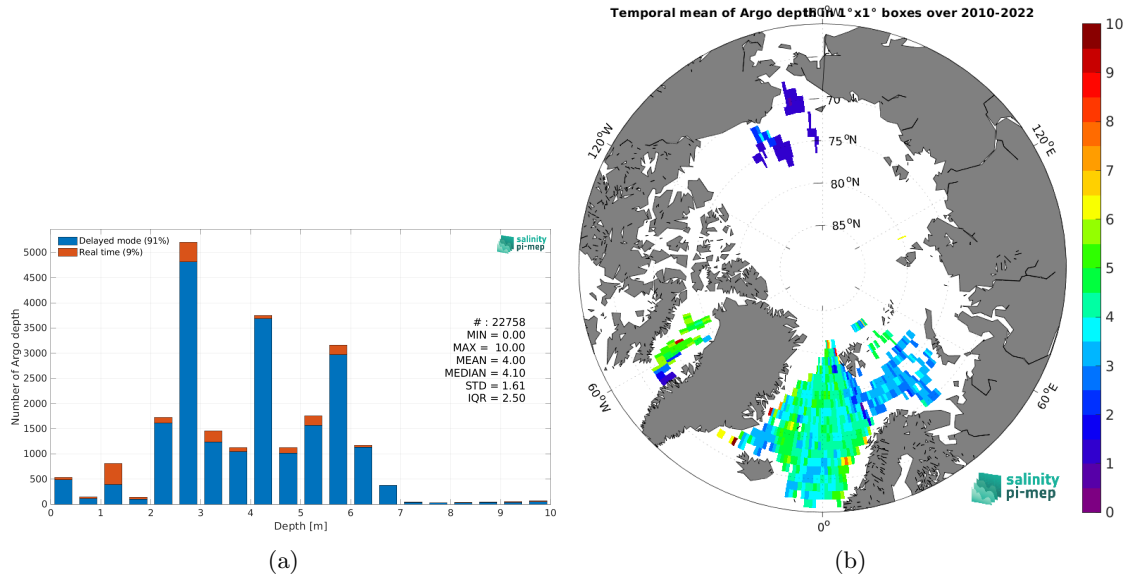 Temporal mean of Argo depth in 1°x1° boxes over 2010-2022
180°W
Delayed mode (91%)
Real time (9%)
salinity
pi-mep
# : 22758
MIN = 0.00
MAX = 10.00
MEAN = 4.00
MEDIAN = 4.10
STD = 1.61
IQR = 2.50
Number of Argo depth
5000
4500
4000
3500
3000
2500
2000
1500
1000
500
0
0 1 2 3 4 5 6 7 8 9 10
Depth [m]
(a)
120°W
120°E
70°N
75°N
80°N
85°N
60°W
60°E
0°
salinity
pi-mep
10
9
8
7
6
5
4
3
2
1
0
(b)